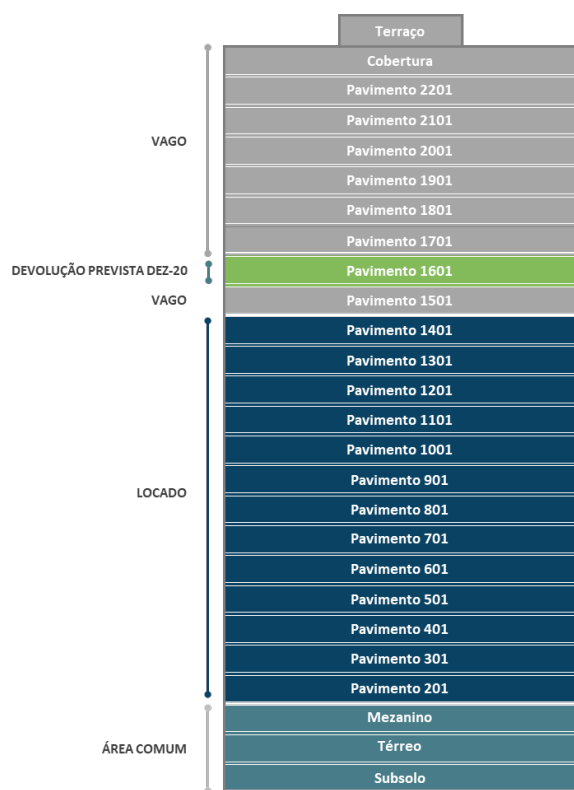 Terraço
Cobertura
Pavimento 2201
Pavimento 2101
VAGO
Pavimento 2001
Pavimento 1901
Pavimento 1801
Pavimento 1701
DEVOLUÇÃO PREVISTA DEZ-20
Pavimento 1601
VAGO
Pavimento 1501
Pavimento 1401
Pavimento 1301
Pavimento 1201
Pavimento 1101
Pavimento 1001
Pavimento 901
LOCADO
Pavimento 801
Pavimento 701
Pavimento 601
Pavimento 501
Pavimento 401
Pavimento 301
Pavimento 201
Mezanino
ÁREA COMUM
Térreo
Subsolo